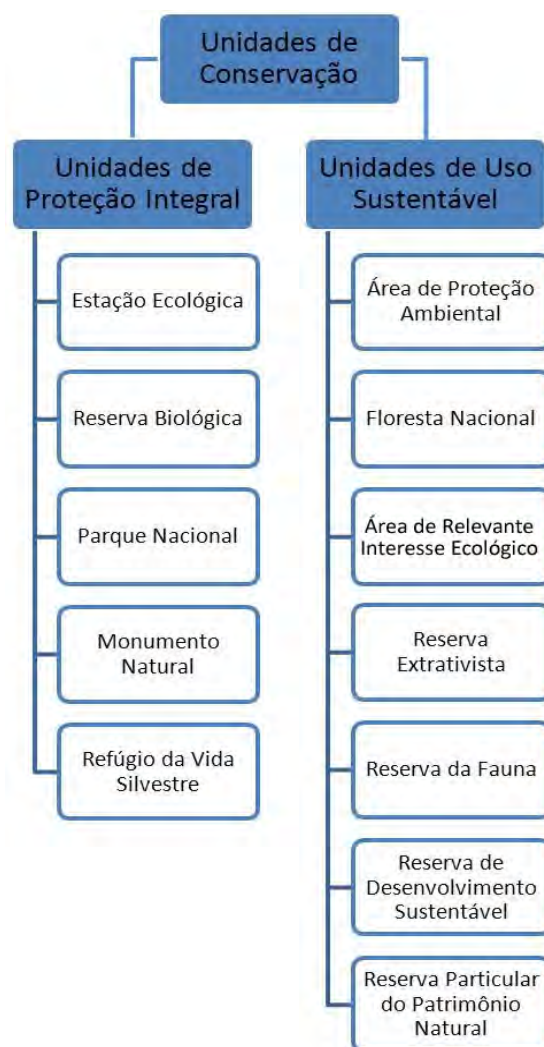 Unidades de
Conservação
Unidades de
Proteção Integral
Estação Ecológica
Reserva Biológica
Parque Nacional
Monumento
Natural
Refúgio da Vida
Silvestre
Unidades de Uso
Sustentável
Área de Proteção
Ambiental
Floresta Nacional
Área de Relevante
Interesse Ecológico
Reserva
Extrativista
Reserva da Fauna
Reserva de
Desenvolvimento
Sustentável
Reserva Particular
do Patrimônio
Natural